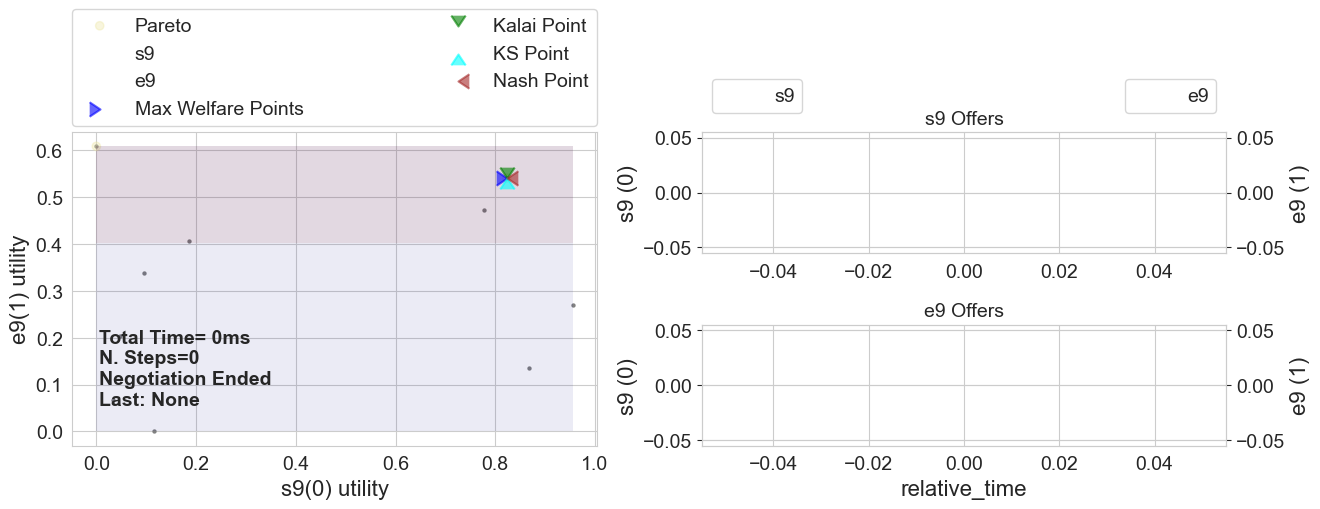 Pareto
s9
e9
Max Welfare Points
Kalai Point
KS Point
Nash Point
e9(1) utility
0.6
0.5
0.4
0.3
0.2
0.1
0.0
Total Time= 0ms
N. Steps=0
Negotiation Ended
Last: None
0.0 0.2 0.4 0.6 0.8 1.0
s9(0) utility
s9
e9
s9 Offers
s9 (0)
0.05
0.00
−0.05
0.05
0.00
−0.05
e9 (1)
−0.04 −0.02 0.00 0.02 0.04
e9 Offers
s9 (0)
0.05
0.00
−0.05
0.05
0.00
−0.05
e9 (1)
−0.04 −0.02 0.00 0.02 0.04
relative_time